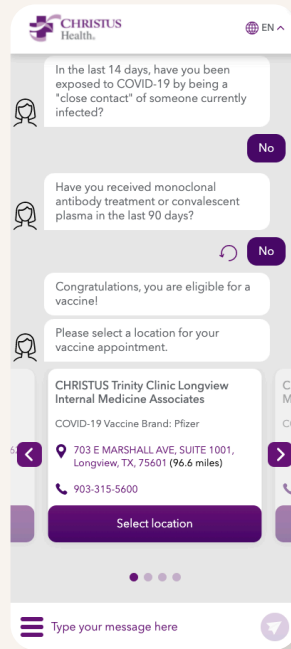 CHRISTUS
Health.
EN
In the last 14 days, have you been
exposed to COVID-19 by being a
"close contact" of someone currently
infected?
No
Have you received monoclonal
antibody treatment or convalescent
plasma in the last 90 days?
No
Congratulations, you are eligible for a
vaccine!
Please select a location for your
vaccine appointment.
CHRISTUS Trinity Clinic Longview
Internal Medicine Associates
COVID-19 Vaccine Brand: Pfizer
703 E MARSHALL AVE, SUITE 1001,
Longview, TX, 75601 (96.6 miles)
903-315-5600
Select location
Type your message here